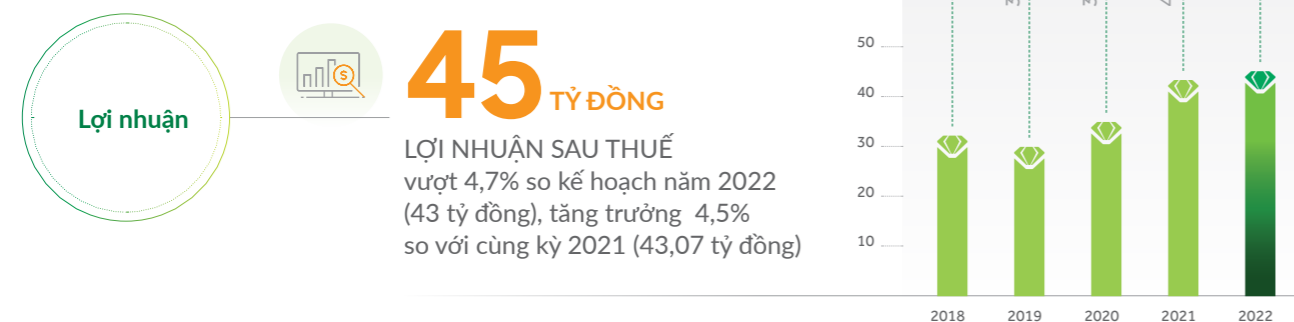 Lợi nhuận
$
45 TỶ ĐỒNG
LỢI NHUẬN SAU THUẾ
vượt 4,7% so kế hoạch năm 2022
(43 tỷ đồng), tăng trưởng 4,5%
so với cùng kỳ 2021 (43,07 tỷ đồng)
50
40
30
20
10
2018 2019 2020 2021 2022